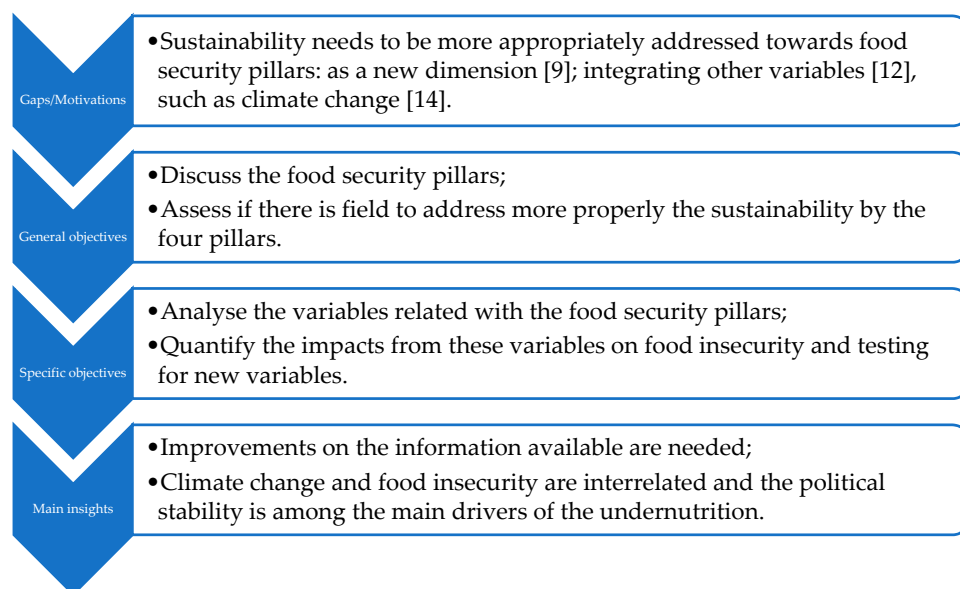 Gaps/Motivations
•Sustainability needs to be more appropriately addressed towards food
security pillars: as a new dimension [9]; integrating other variables [12],
such as climate change [14].
General objectives
•Discuss the food security pillars;
•Assess if there is field to address more properly the sustainability by the
four pillars.
Specific objectives
•Analyse the variables related with the food security pillars;
•Quantify the impacts from these variables on food insecurity and testing
for new variables.
Main insights
•Improvements on the information available are needed;
•Climate change and food insecurity are interrelated and the political
stability is among the main drivers of the undernutrition.